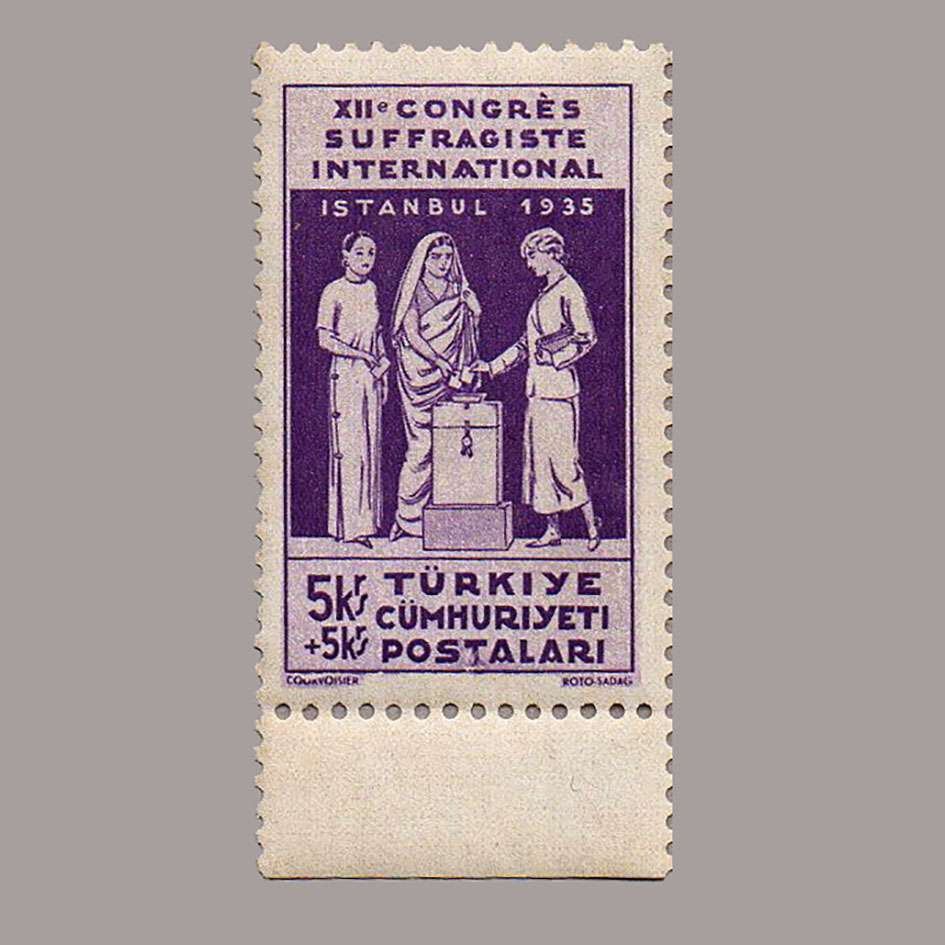 XIIe CONGRÈS
SUFFRAGISTE
INTERNATIONAL
ISTANBUL 1935
5krs TÜRKIYE
CÜMHURIYETI
+5krs POSTALARI
COURVOISIER ROTO-SADAG